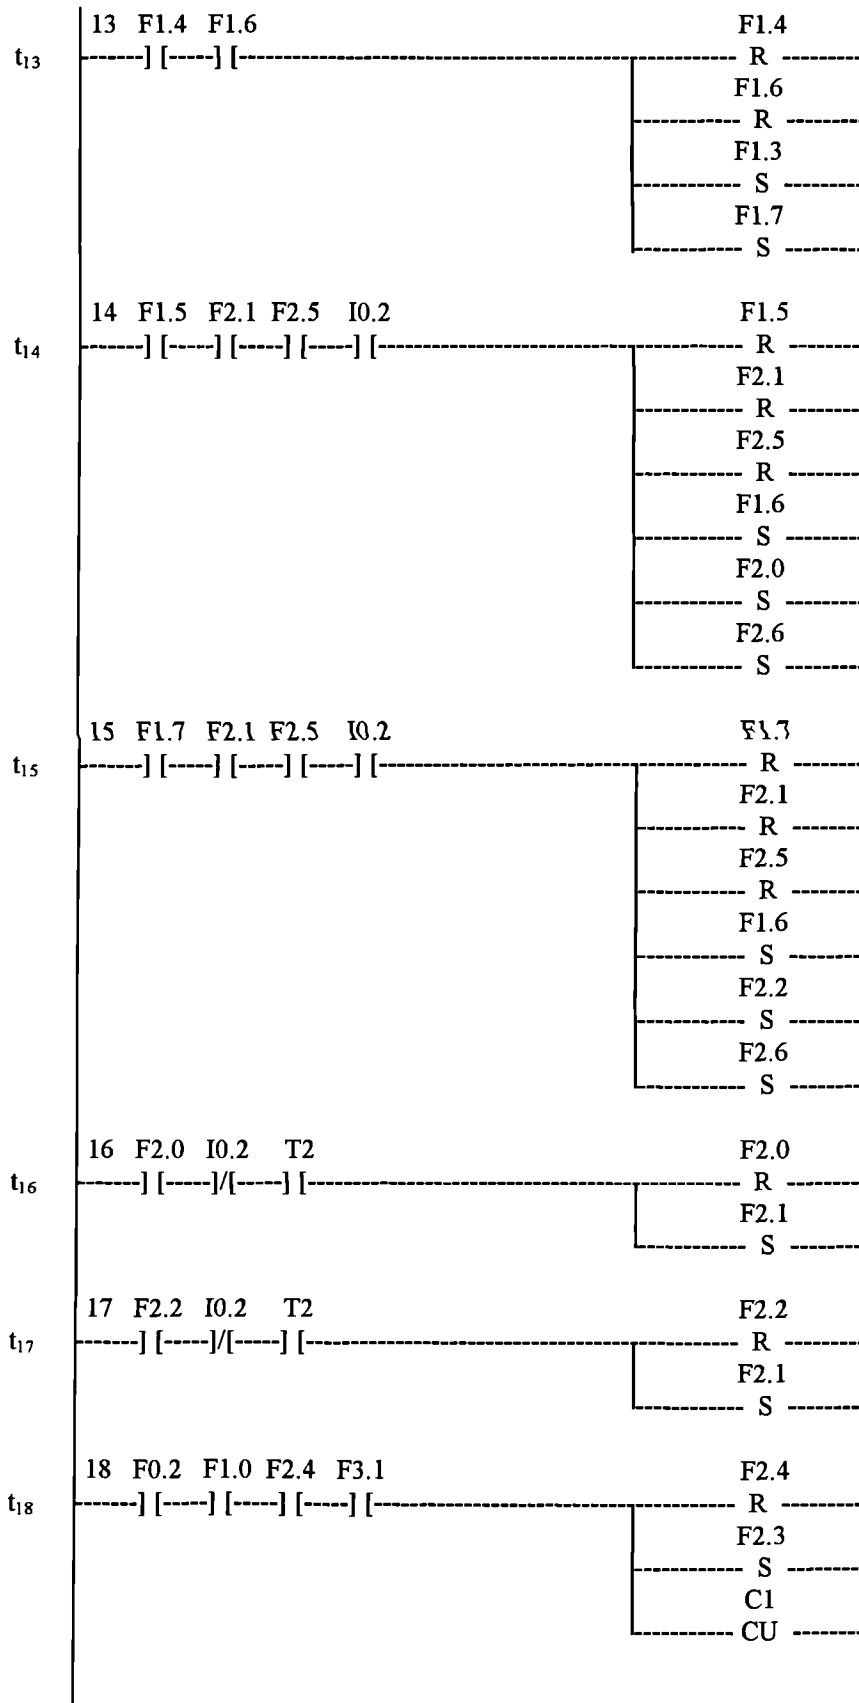 13 F1.4 F1.6 F1.4
t13 ------] [-----] [------ R ------
F1.6
------ R ------
F1.3
------ S ------
F1.7
------ S ------
14 F1.5 F2.1 F2.5 I0.2 F1.5
t14 ------] [-----] [-----] [-----] [------ R ------
F2.1
------ R ------
F2.5
------ R ------
F1.6
------ S ------
F2.0
------ S ------
F2.6
------ S ------
15 F1.7 F2.1 F2.5 I0.2 F1.7
t15 ------] [-----] [-----] [-----] [------ R ------
F2.1
------ R ------
F2.5
------ R ------
F1.6
------ S ------
F2.2
------ S ------
F2.6
------ S ------
16 F2.0 I0.2 T2 F2.0
t16 ------] [-----]/[-----] [------ R ------
F2.1
------ S ------
17 F2.2 I0.2 T2 F2.2
t17 ------] [-----]/[-----] [------ R ------
F2.1
------ S ------
18 F0.2 F1.0 F2.4 F3.1 F2.4
t18 ------] [-----] [-----] [-----] [------ R ------
F2.3
------ S ------
C1
------ CU ------